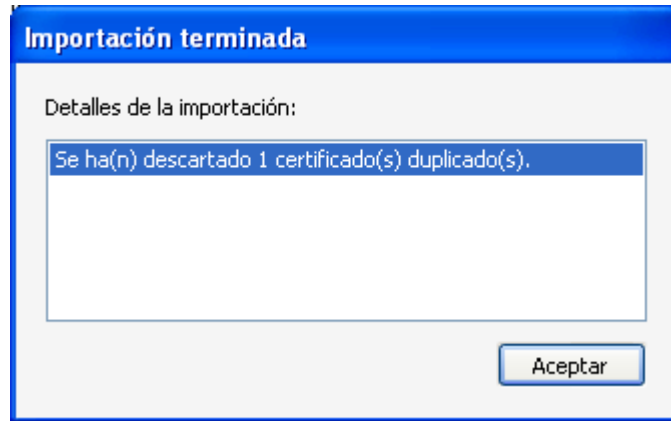 Importación terminada
Detalles de la importación:
Se ha(n) descartado 1 certificado(s) duplicado(s).
Aceptar